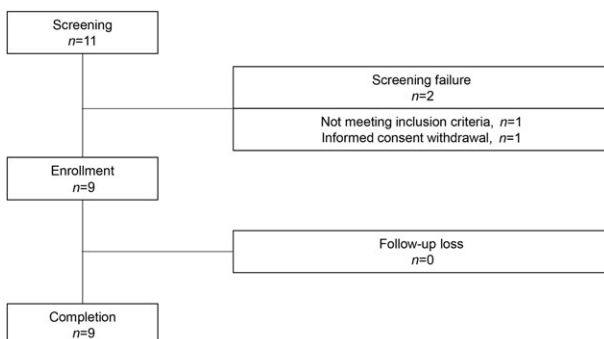 Screening
n=11
Screening failure
n=2
Not meeting inclusion criteria, n=1
Informed consent withdrawal, n=1
Enrollment
n=9
Follow-up loss
n=0
Completion
n=9